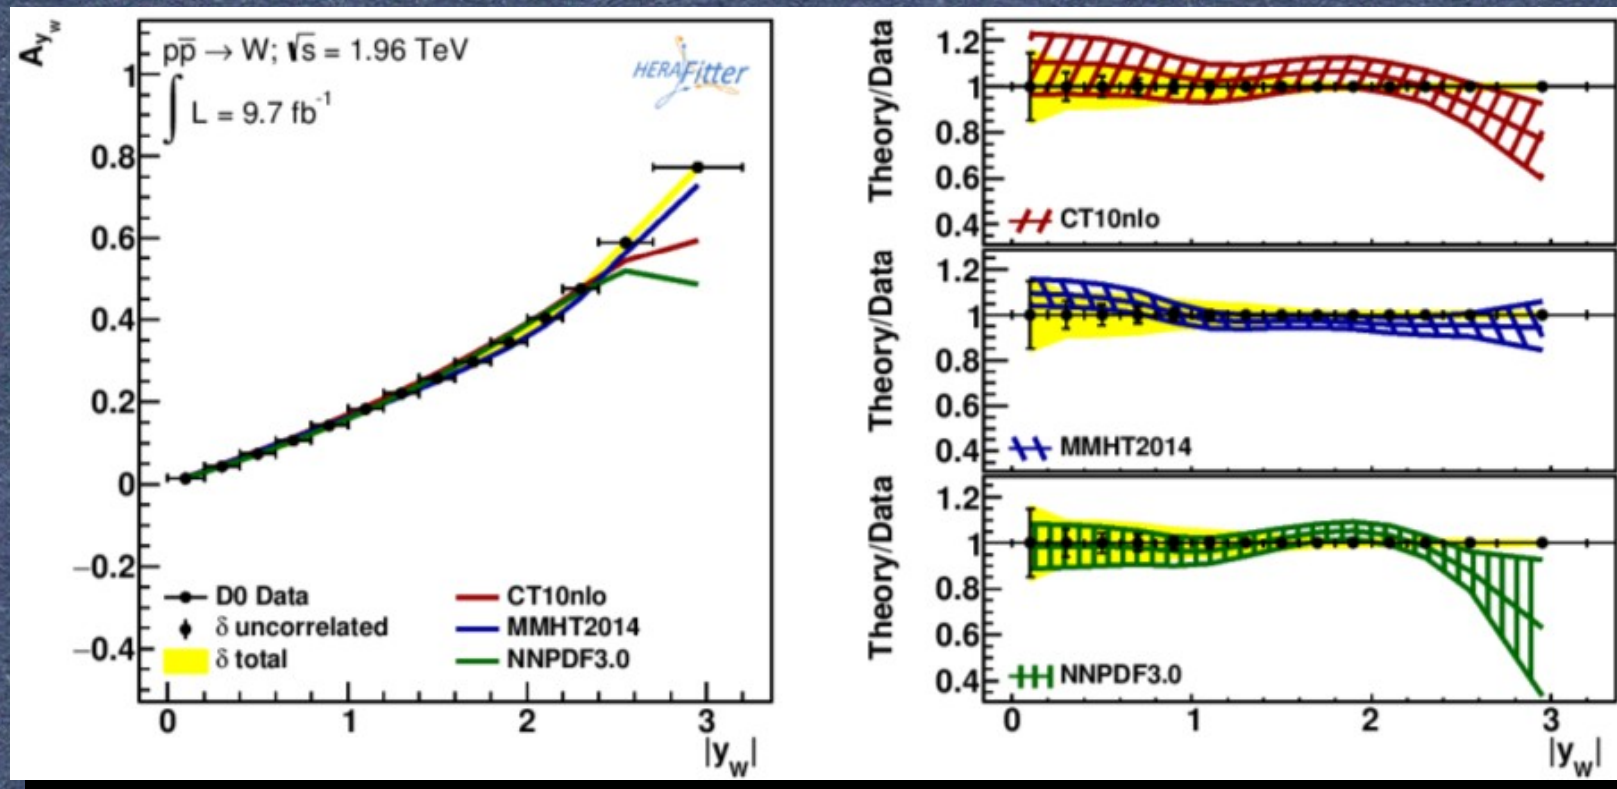 A_yw
pp̄ → W; √s = 1.96 TeV
∫ L = 9.7 fb⁻¹
HERAFitter
1
0.8
0.6
0.4
0.2
0
−0.2
−0.4
D0 Data
δ uncorrelated
δ total
CT10nlo
MMHT2014
NNPDF3.0
0 1 2 3
|y_W|
Theory/Data
1.2
1
0.8
0.6
0.4
CT10nlo
Theory/Data
1.2
1
0.8
0.6
0.4
MMHT2014
Theory/Data
1.2
1
0.8
0.6
0.4
NNPDF3.0
0 1 2 3
|y_W|